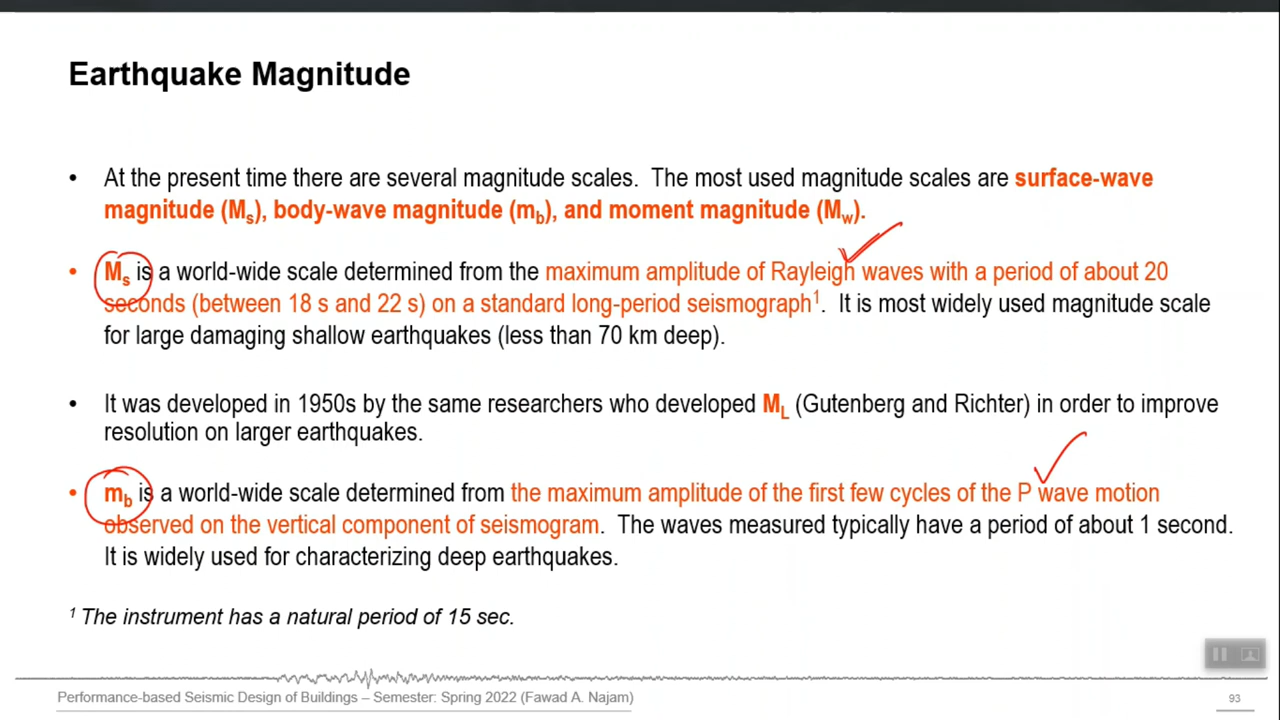 Earthquake Magnitude
• At the present time there are several magnitude scales. The most used magnitude scales are surface-wave
magnitude (Ms), body-wave magnitude (mb), and moment magnitude (Mw).
• Ms is a world-wide scale determined from the maximum amplitude of Rayleigh waves with a period of about 20
seconds (between 18 s and 22 s) on a standard long-period seismograph1. It is most widely used magnitude scale
for large damaging shallow earthquakes (less than 70 km deep).
• It was developed in 1950s by the same researchers who developed ML (Gutenberg and Richter) in order to improve
resolution on larger earthquakes.
• mb is a world-wide scale determined from the maximum amplitude of the first few cycles of the P wave motion
observed on the vertical component of seismogram. The waves measured typically have a period of about 1 second.
It is widely used for characterizing deep earthquakes.
1 The instrument has a natural period of 15 sec.
Performance-based Seismic Design of Buildings – Semester: Spring 2022 (Fawad A. Najam)
93